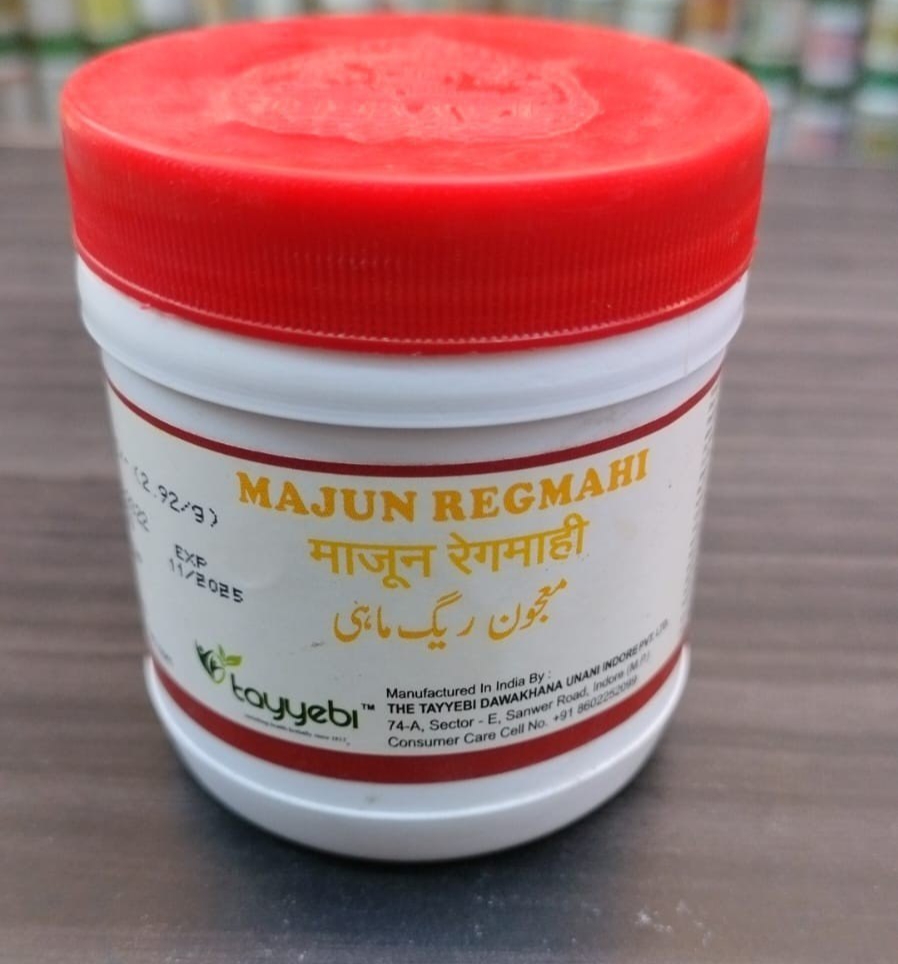 (2.92/g)
EXP
11/2025
MAJUN REGMAHI
माजून रेगमाही
معجون ریگ ماہی
tayyebi™
Manufactured In India By :
THE TAYYEBI DAWAKHANA UNANI INDORE PVT. LTD.
74-A, Sector - E, Sanwer Road, Indore (M.P.)
Consumer Care Cell No. +91 8602252099